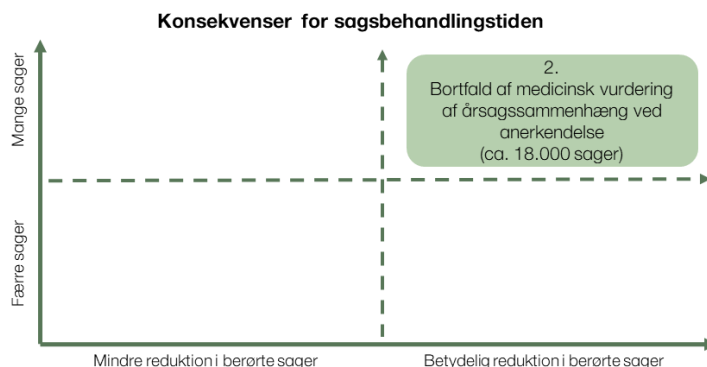 Konsekvenser for sagsbehandlingstiden
Mange sager
2.
Bortfald af medicinsk vurdering
af årsagssammenhæng ved
anerkendelse
(ca. 18.000 sager)
Færre sager
Mindre reduktion i berørte sager
Betydelig reduktion i berørte sager